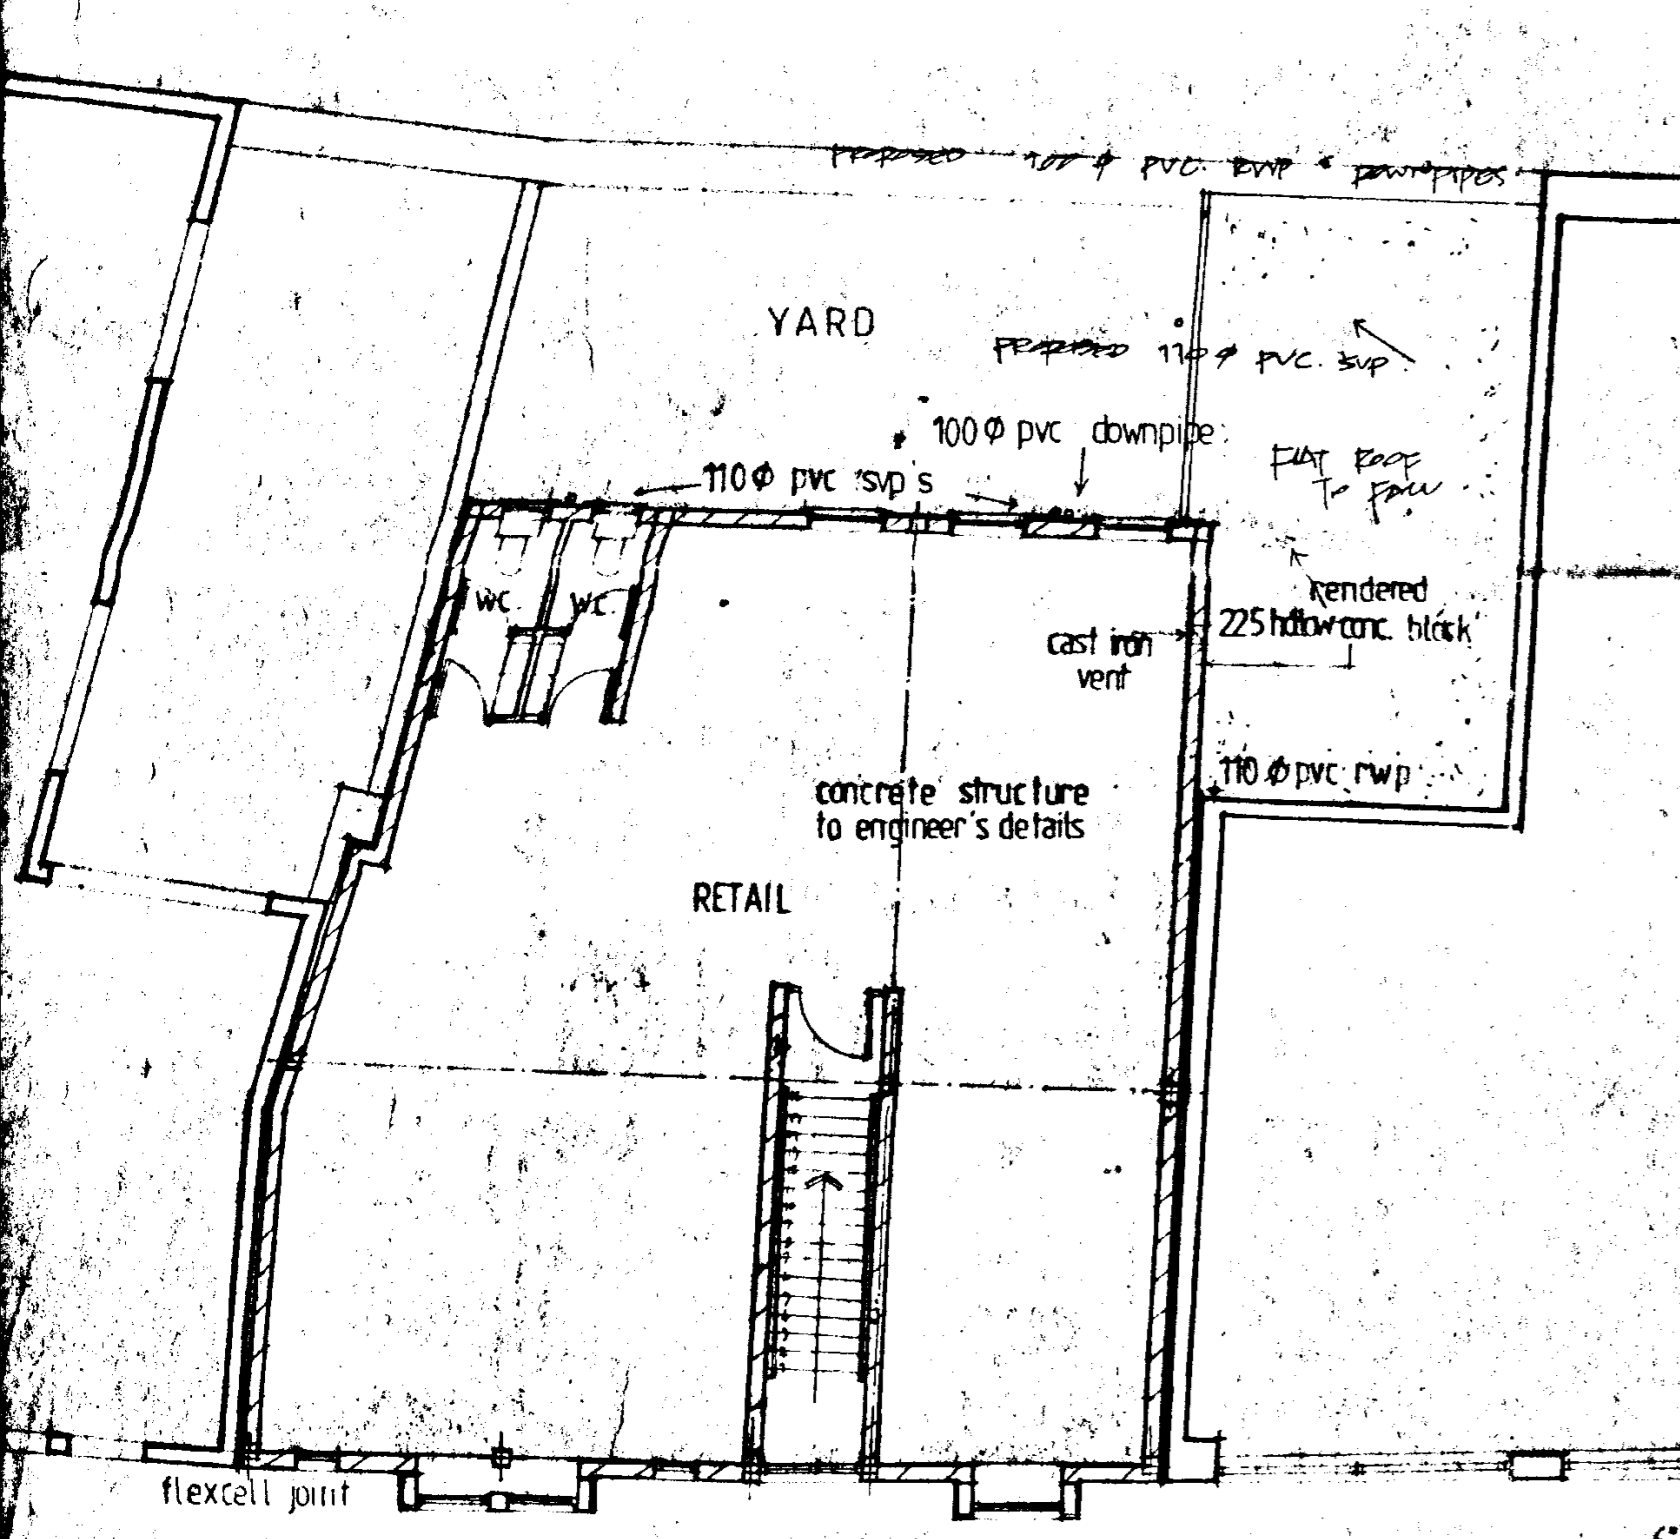 PROPOSED 100 Ø PVC. RWP & DOWNPIPES
YARD
PROPOSED 110 Ø PVC. SVP.
100 Ø pvc downpipe
110 Ø pvc svp's
FLAT ROOF
TO FALL
WC.
WC.
rendered
225 hollow conc. block
cast iron
vent
110 Ø pvc rwp
concrete structure
to engineer's details
RETAIL
flexcell joint